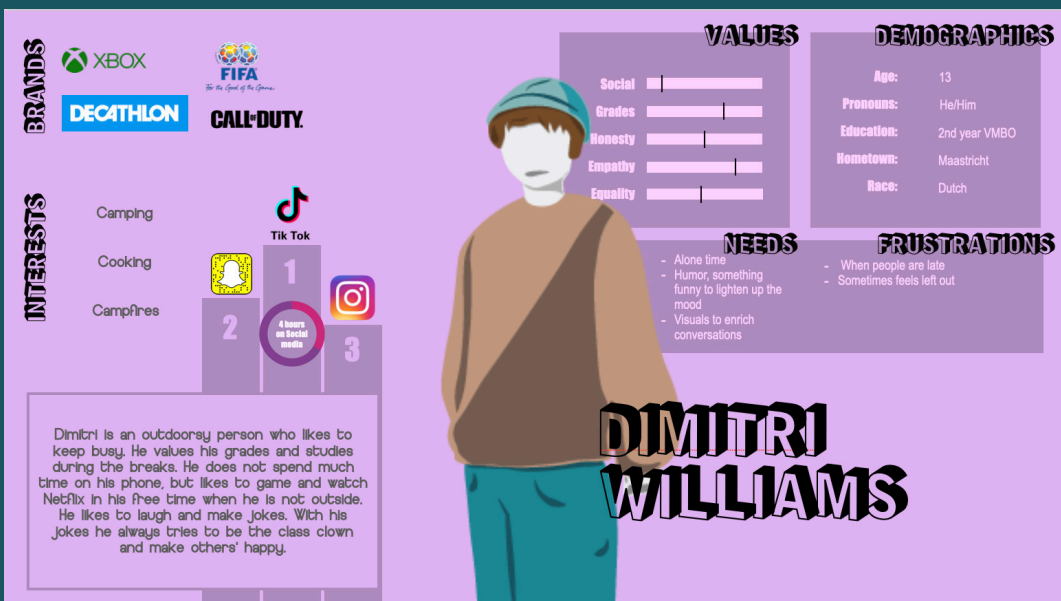 BRANDS
XBOX
FIFA
For the Good of the Game.
DECATHLON
CALL OF DUTY.
INTERESTS
Camping
Cooking
Campfires
Tik Tok
1
2
3
4 hours
on Social
media
Dimitri is an outdoorsy person who likes to
keep busy. He values his grades and studies
during the breaks. He does not spend much
time on his phone, but likes to game and watch
Netflix in his free time when he is not outside.
He likes to laugh and make jokes. With his
jokes he always tries to be the class clown
and make others' happy.
VALUES
Social
Grades
Honesty
Empathy
Equality
DEMOGRAPHICS
Age: 13
Pronouns: He/Him
Education: 2nd year VMBO
Hometown: Maastricht
Race: Dutch
NEEDS
- Alone time
- Humor, something
funny to lighten up the
mood
- Visuals to enrich
conversations
FRUSTRATIONS
- When people are late
- Sometimes feels left out
DIMITRI
WILLIAMS